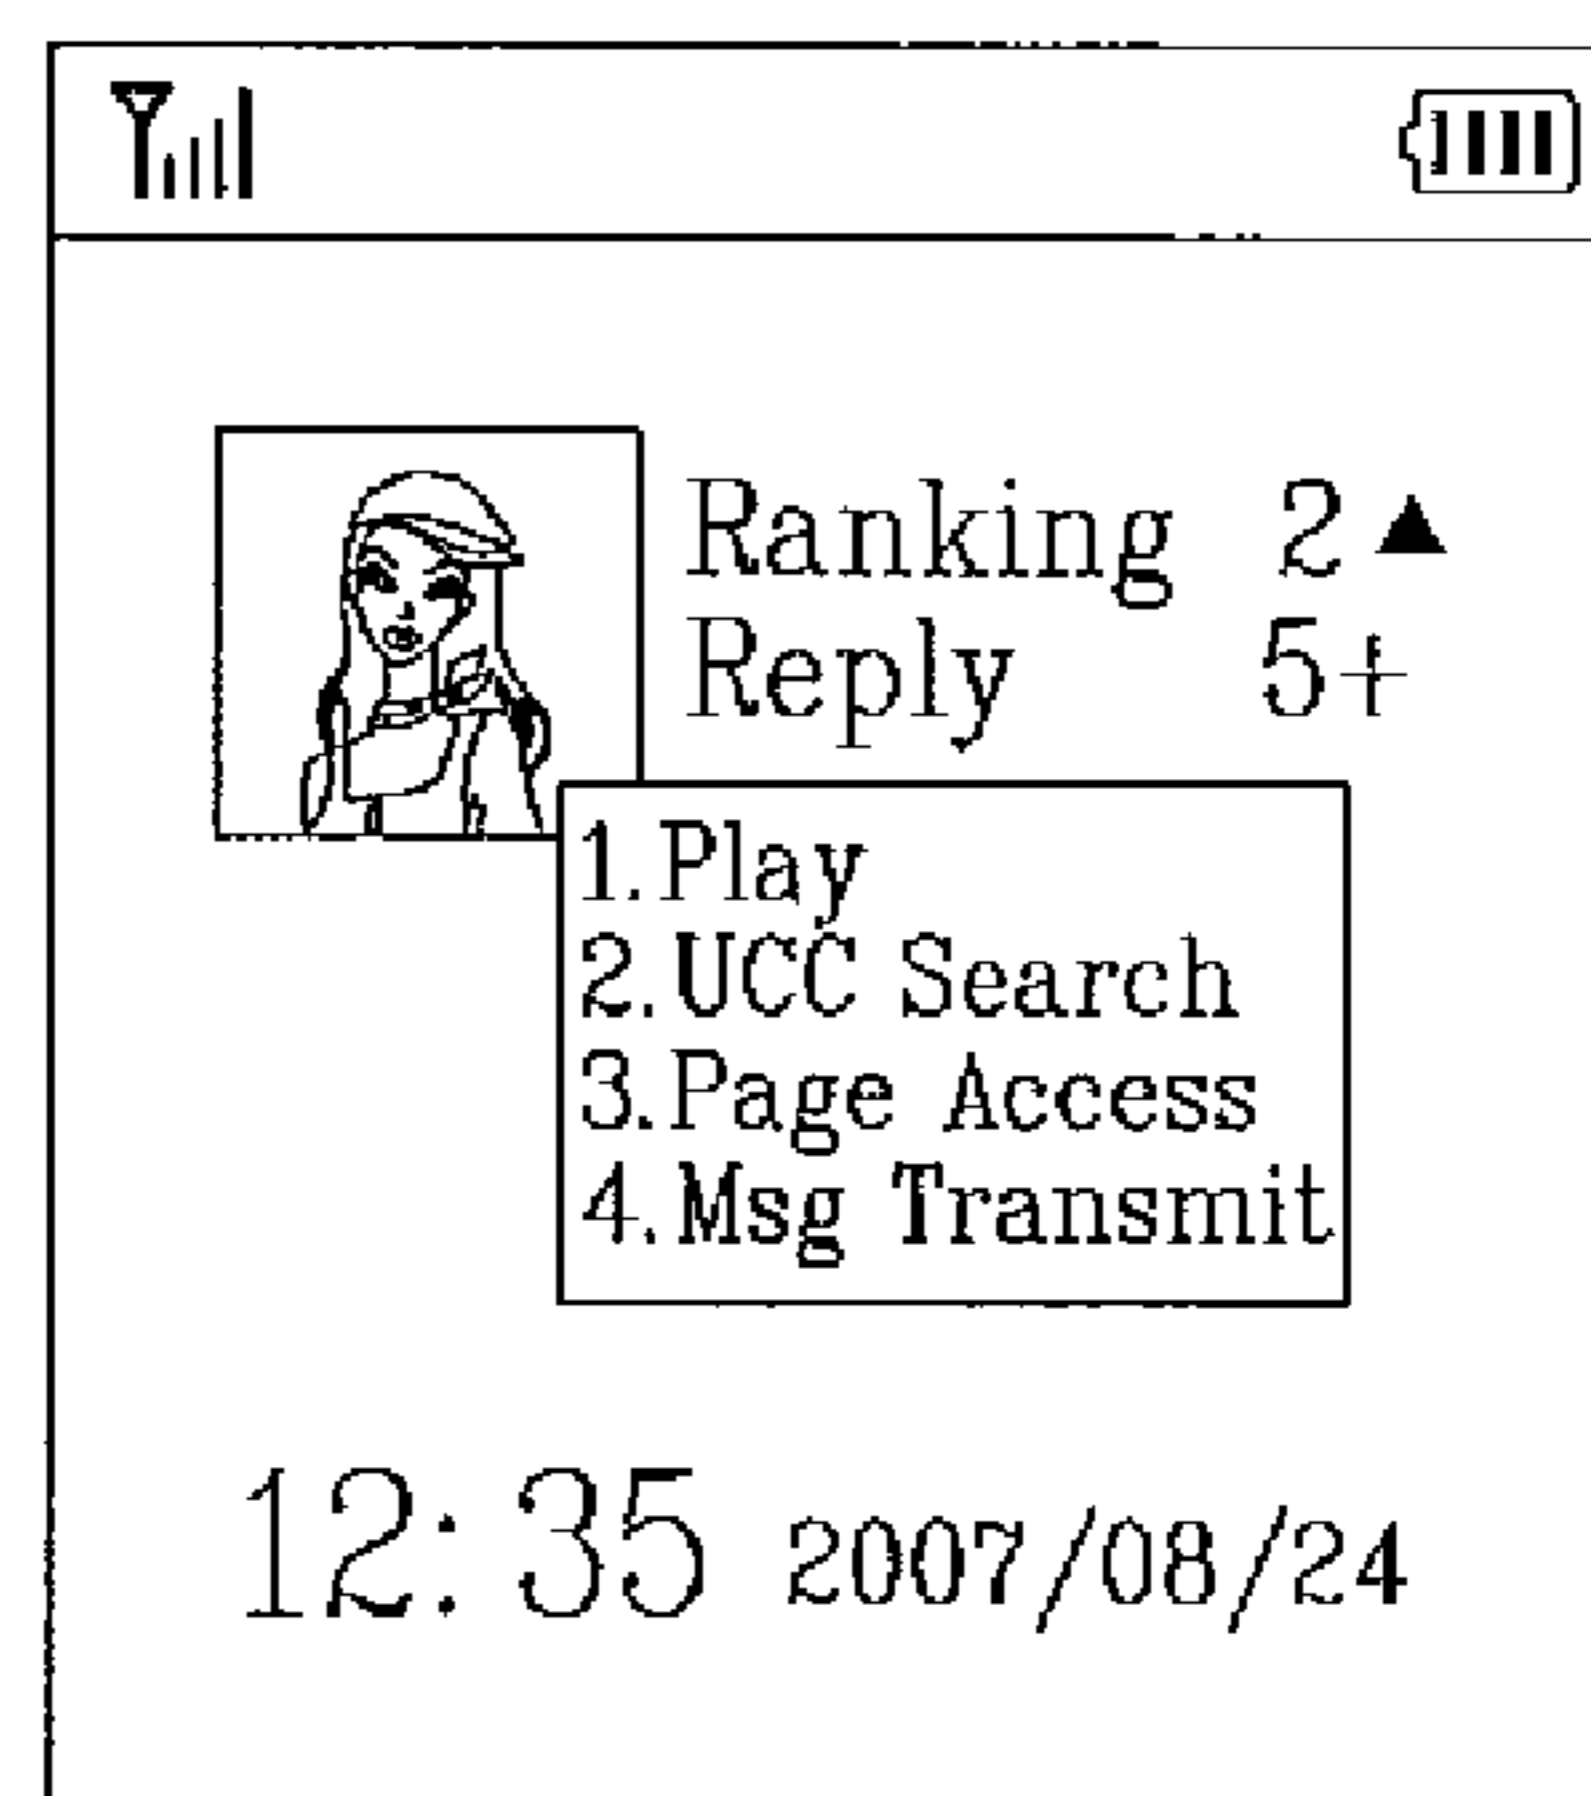 Ranking 2▲
Reply 5+
1.Play
2.UCC Search
3.Page Access
4.Msg Transmit
12:35 2007/08/24